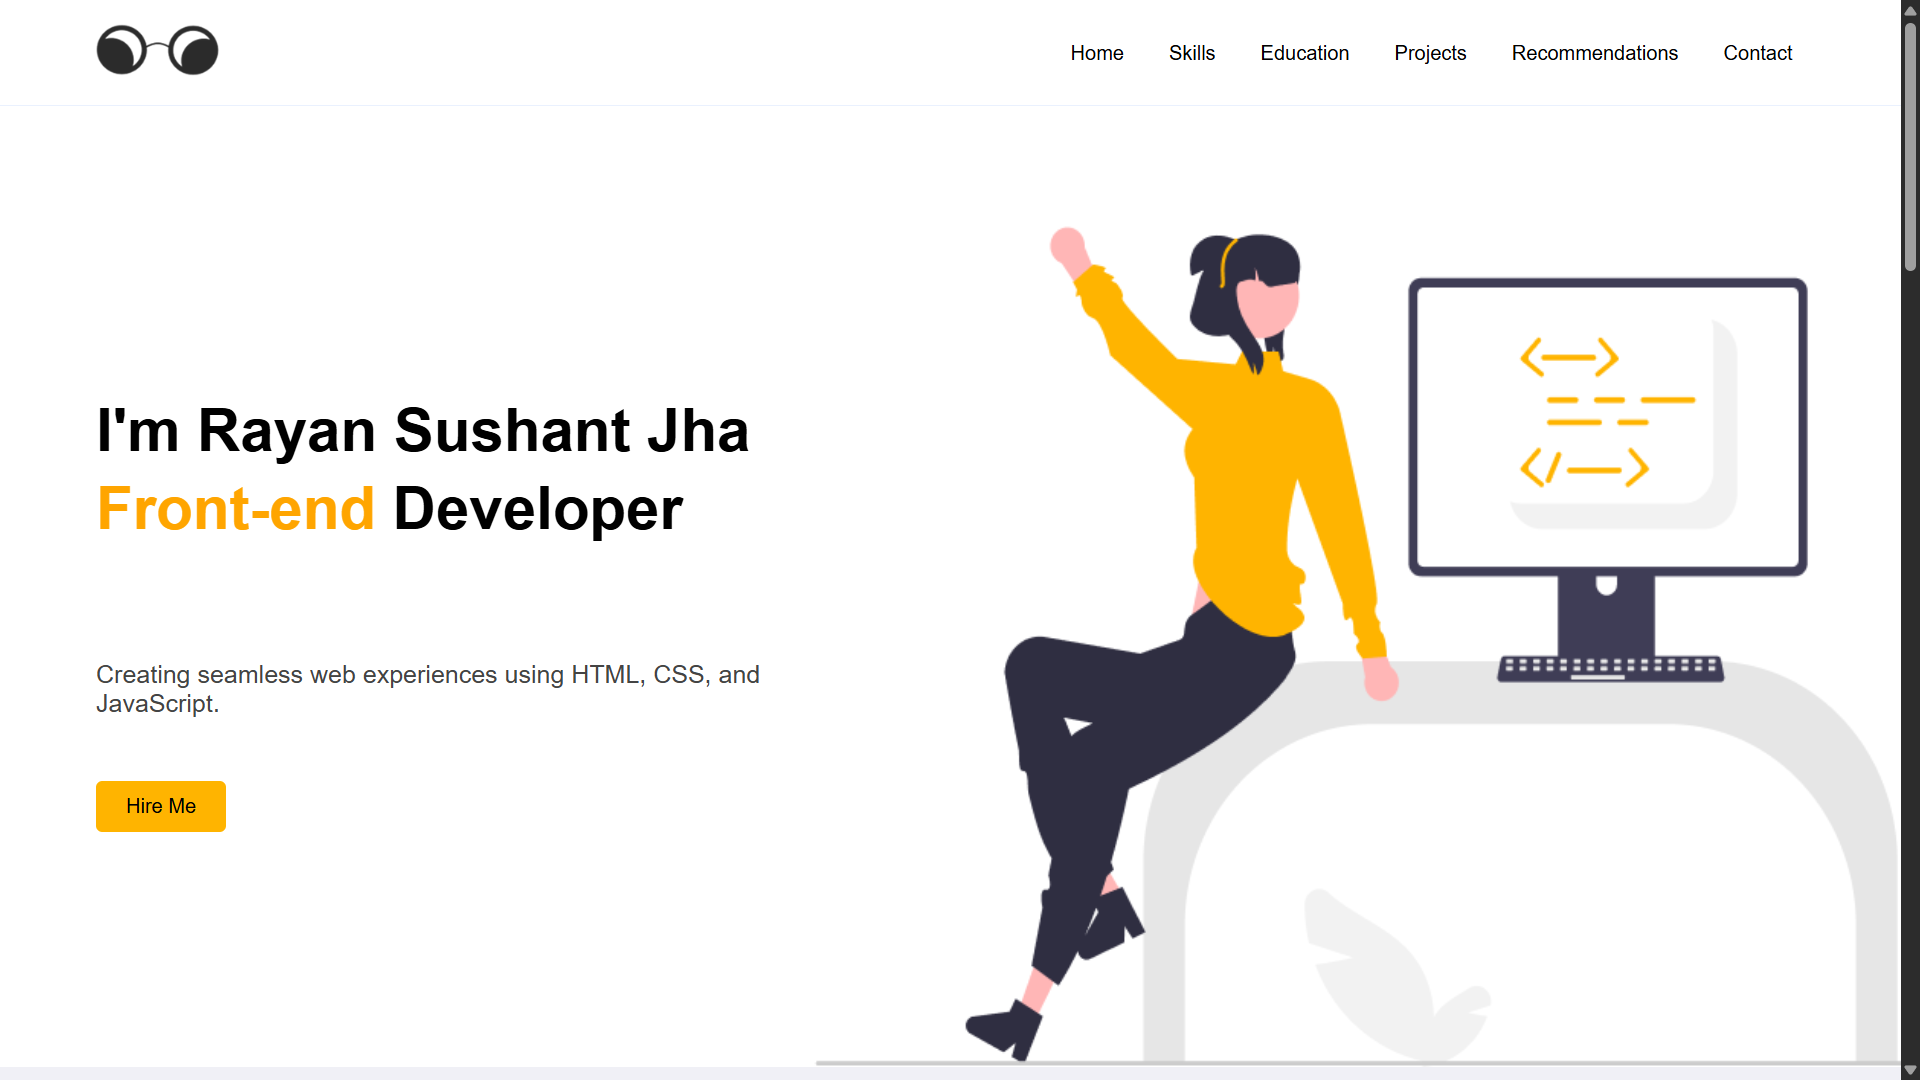 Home Skills Education Projects Recommendations Contact
I'm Rayan Sushant Jha
Front-end Developer
Creating seamless web experiences using HTML, CSS, and
JavaScript.
Hire Me